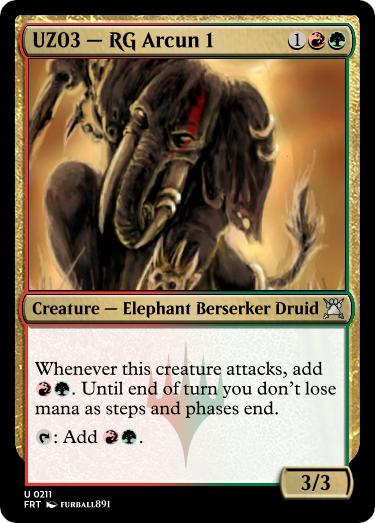 UZ03 — RG Arcun 1 1
Creature — Elephant Berserker Druid
Whenever this creature attacks, add
. Until end of turn you don't lose
mana as steps and phases end.
: Add .
3/3
U 0211
FRT FURBALL891